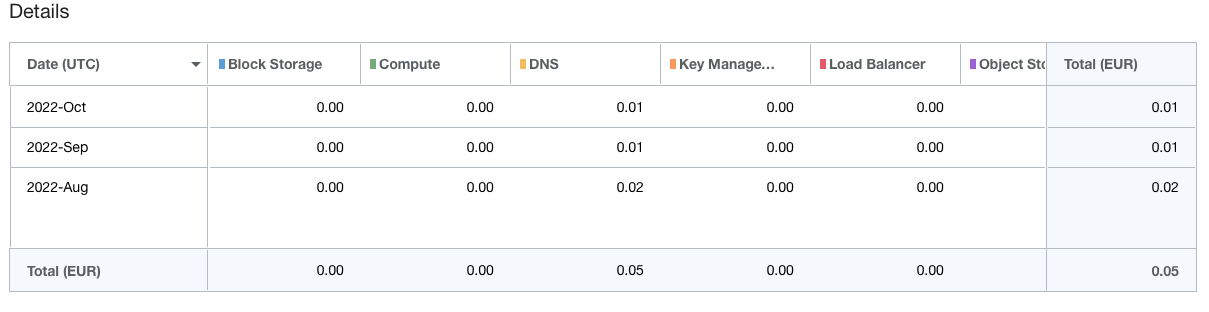 Details
Date (UTC) Block Storage Compute DNS Key Manage... Load Balancer Object Sto Total (EUR)
2022-Oct 0.00 0.00 0.01 0.00 0.00 0.01
2022-Sep 0.00 0.00 0.01 0.00 0.00 0.01
2022-Aug 0.00 0.00 0.02 0.00 0.00 0.02
Total (EUR) 0.00 0.00 0.05 0.00 0.00 0.05